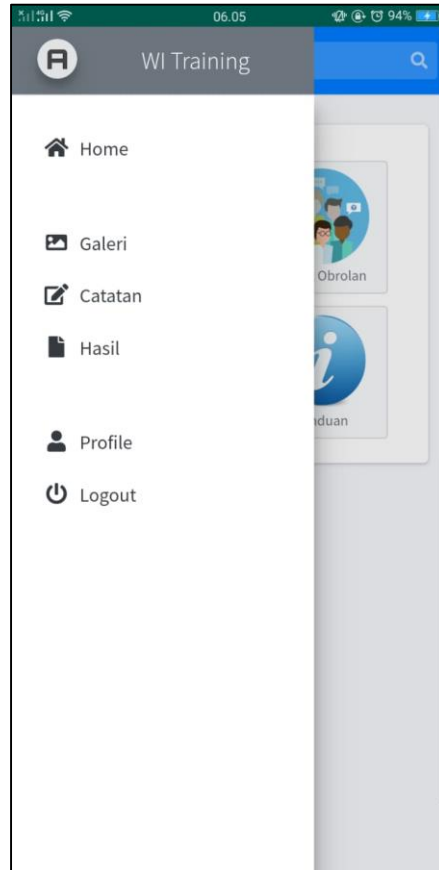 06.05
94%
WI Training
Home
Galeri
Catatan
Hasil
Profile
Logout
Obrolan
nduan